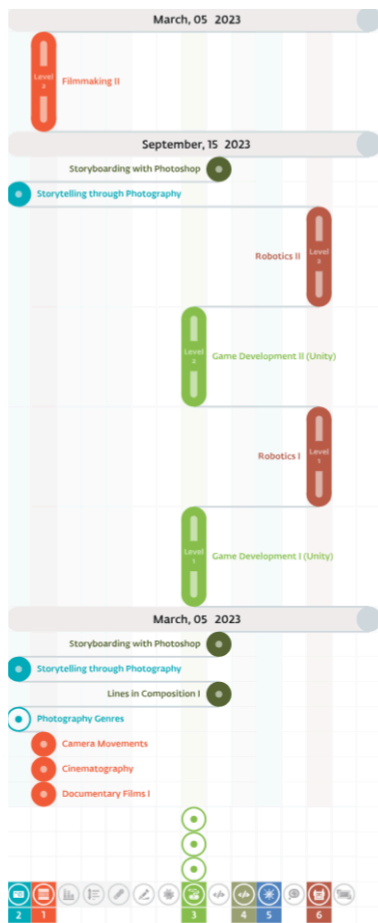 March, 05 2023
Level
2
Filmmaking II
September, 15 2023
Storyboarding with Photoshop
Storytelling through Photography
Level
2
Robotics II
Level
2
Game Development II (Unity)
Level
1
Robotics I
Level
1
Game Development I (Unity)
March, 05 2023
Storyboarding with Photoshop
Storytelling through Photography
Lines in Composition I
Photography Genres
Camera Movements
Cinematography
Documentary Films I
2 1 3 4 5 6